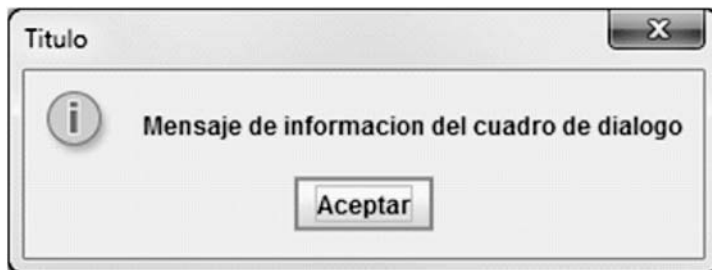 Titulo
Mensaje de informacion del cuadro de dialogo
Aceptar